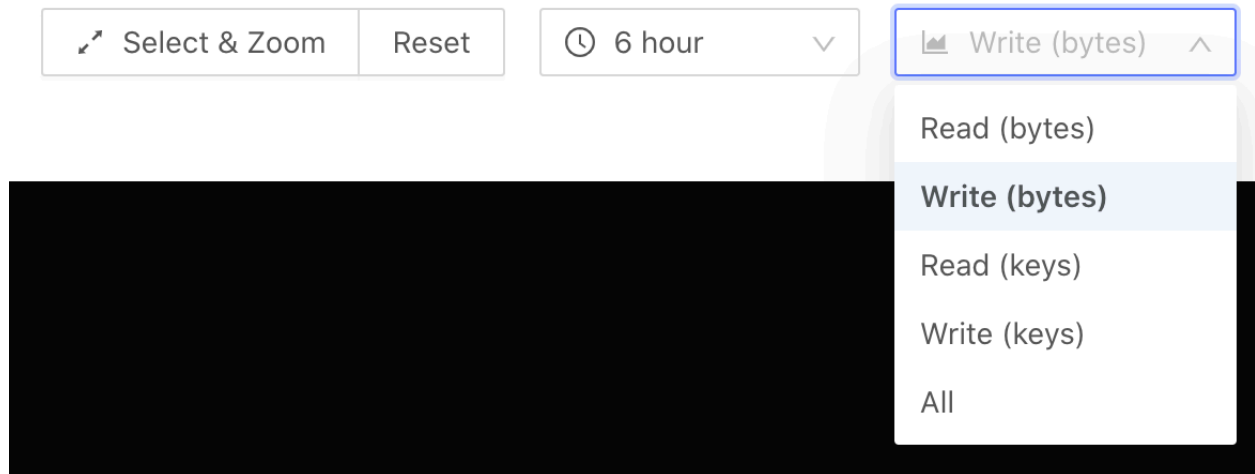 Select & Zoom Reset 6 hour Write (bytes)
Read (bytes)
Write (bytes)
Read (keys)
Write (keys)
All